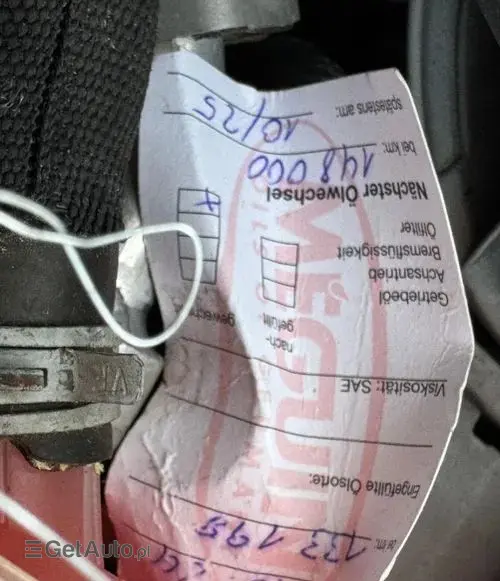 bei km: 133 195
Eingefüllte Ölsorte:
Viskosität: SAE
nach-
gefüllt
Getriebeöl
Achsantrieb
Bremsflüssigkeit
Ölfilter X
Nächster Ölwechsel
bei km: 148 000
spätestens am: 10/25
MÉGUIN
GetAuto.pl